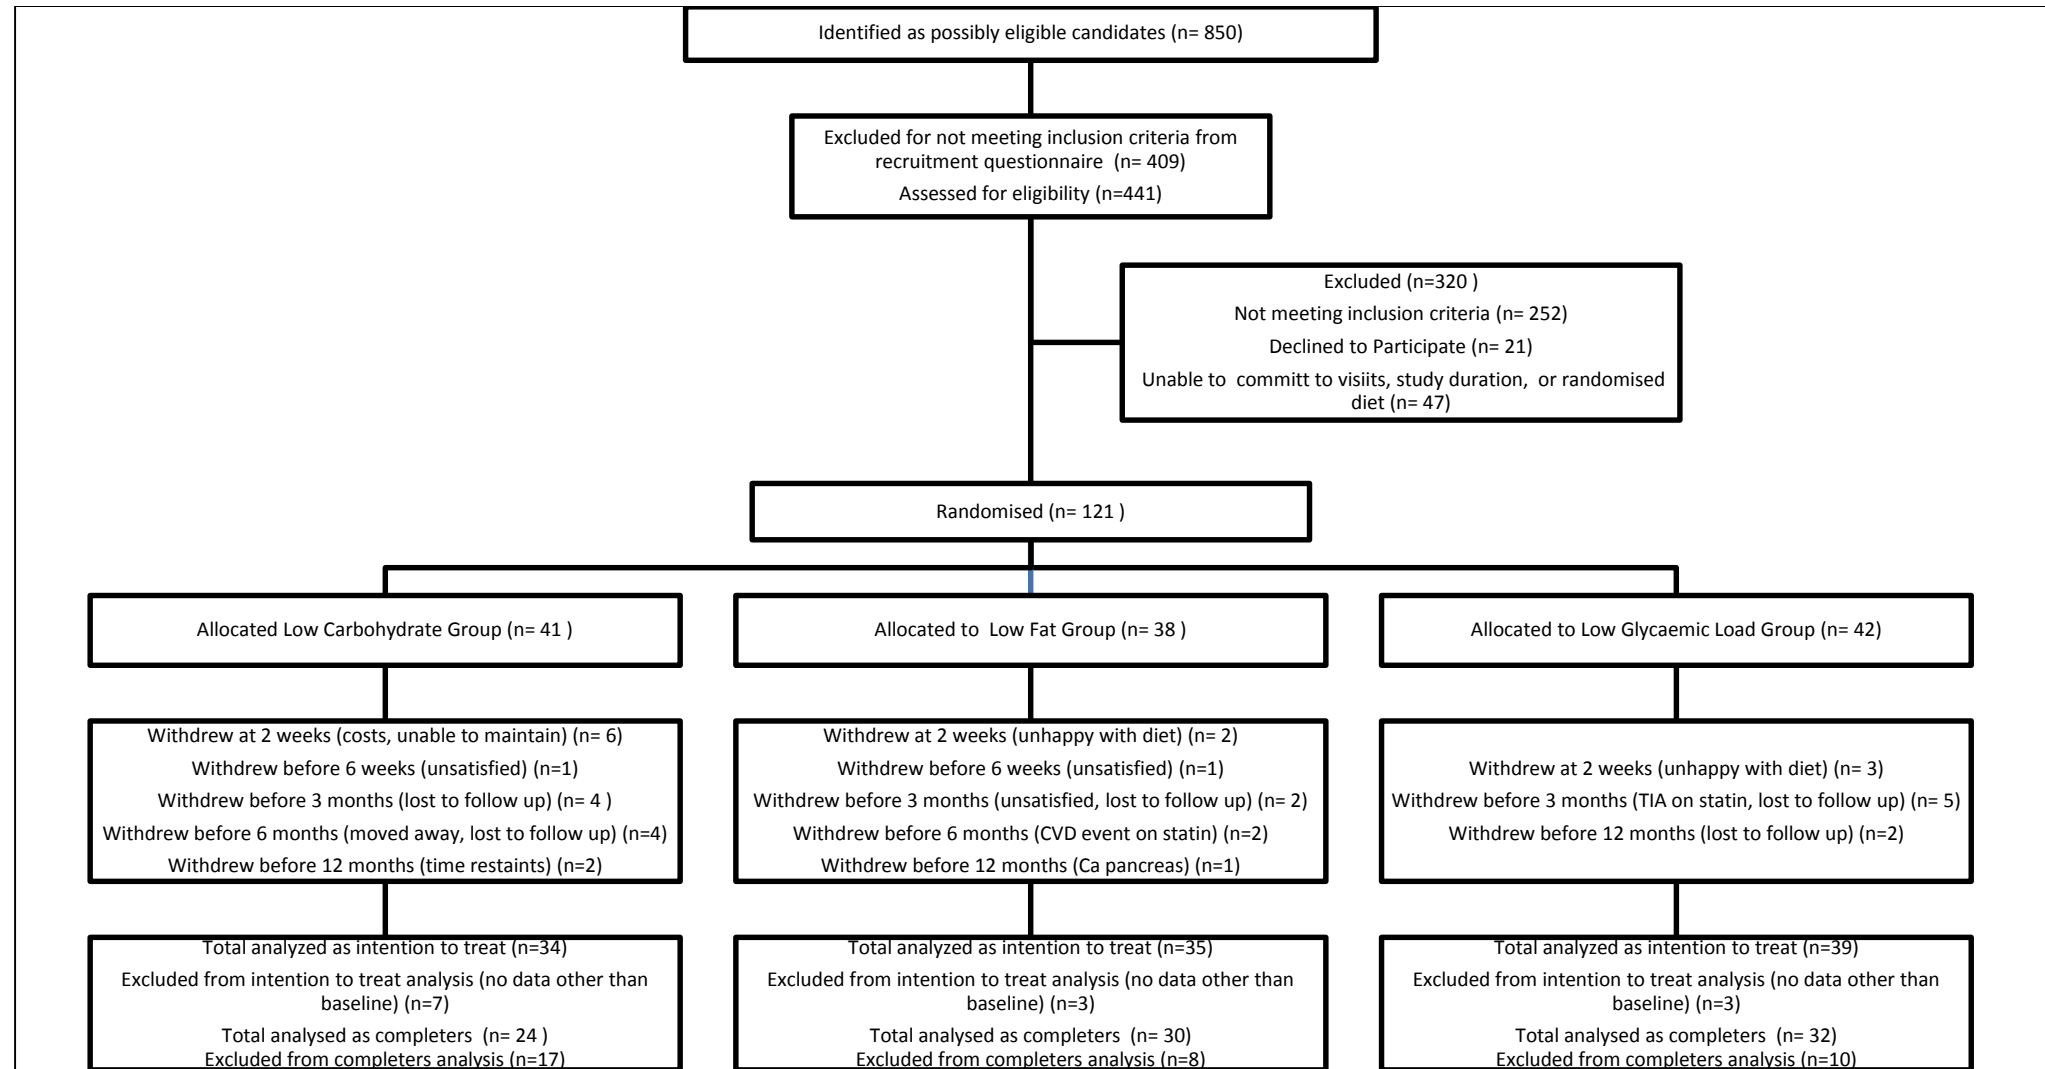 Identified as possibly eligible candidates (n= 850)
Excluded for not meeting inclusion criteria from
recruitment questionnaire  (n= 409)
Assessed for eligibility (n=441)
Excluded (n=320 )
Not meeting inclusion criteria (n= 252)
Declined to Participate (n= 21)
Unable to  committ to visiits, study duration,  or randomised
diet (n= 47)
Randomised (n= 121 )
Allocated Low Carbohydrate Group (n= 41 )
Allocated to  Low Fat Group (n= 38 )
Allocated to Low Glycaemic Load Group (n= 42)
Withdrew at 2 weeks (costs, unable to maintain) (n= 6)
Withdrew before 6 weeks (unsatisfied) (n=1)
Withdrew before 3 months (lost to follow up) (n= 4 )
Withdrew before 6 months (moved away, lost to follow up) (n=4)
Withdrew before 12 months (time restaints) (n=2)
Withdrew at 2 weeks (unhappy with diet) (n= 2)
Withdrew before 6 weeks (unsatisfied) (n=1)
Withdrew before 3 months (unsatisfied, lost to follow up) (n= 2)
Withdrew before 6 months (CVD event on statin) (n=2)
Withdrew before 12 months (Ca pancreas) (n=1)
Withdrew at 2 weeks (unhappy with diet) (n= 3)
Withdrew before 3 months (TIA on statin, lost to follow up) (n= 5)
Withdrew before 12 months (lost to follow up) (n=2)
Total analyzed as intention to treat (n=34)
Excluded from intention to treat analysis (no data other than
baseline) (n=7)
Total analysed as completers  (n= 24 )
Excluded from completers analysis (n=17)
Total analyzed as intention to treat (n=35)
Excluded from intention to treat analysis (no data other than
baseline) (n=3)
Total analysed as completers  (n= 30)
Excluded from completers analysis (n=8)
Total analyzed as intention to treat (n=39)
Excluded from intention to treat analysis (no data other than
baseline) (n=3)
Total analysed as completers  (n= 32)
Excluded from completers analysis (n=10)